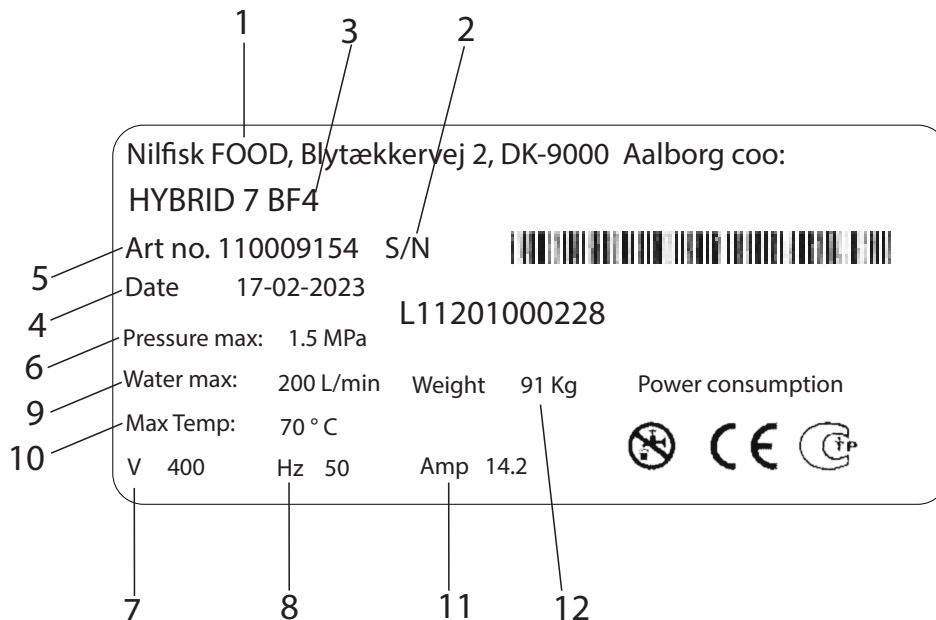 1
3
2
Nilfisk FOOD, Blytækkervej 2, DK-9000 Aalborg coo:
HYBRID 7 BF4
5
Art no. 110009154 S/N
4
Date 17-02-2023
L11201000228
6
Pressure max: 1.5 MPa
9
Water max: 200 L/min Weight 91 Kg Power consumption
10
Max Temp: 70 ° C
V 400 Hz 50 Amp 14.2
CE
CTP
7
8
11
12